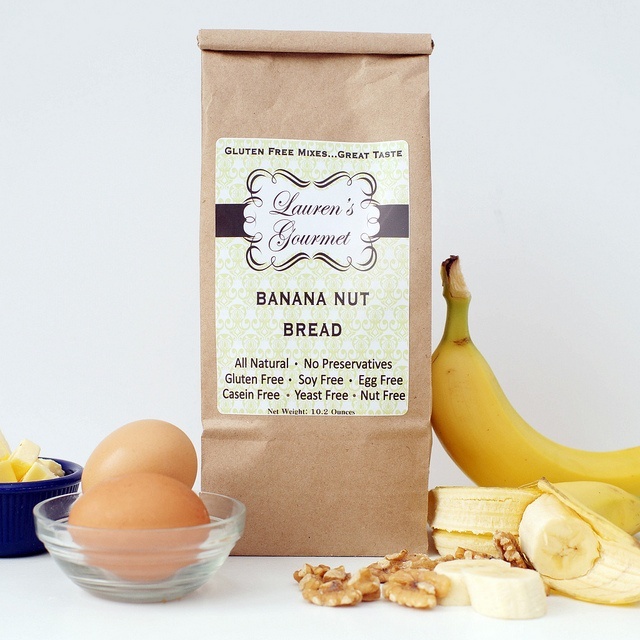 Gluten Free Mixes...Great Taste
Lauren's
Gourmet
BANANA NUT
BREAD
All Natural • No Preservatives
Gluten Free • Soy Free • Egg Free
Casein Free • Yeast Free • Nut Free
Net Weight: 10.2 Ounces